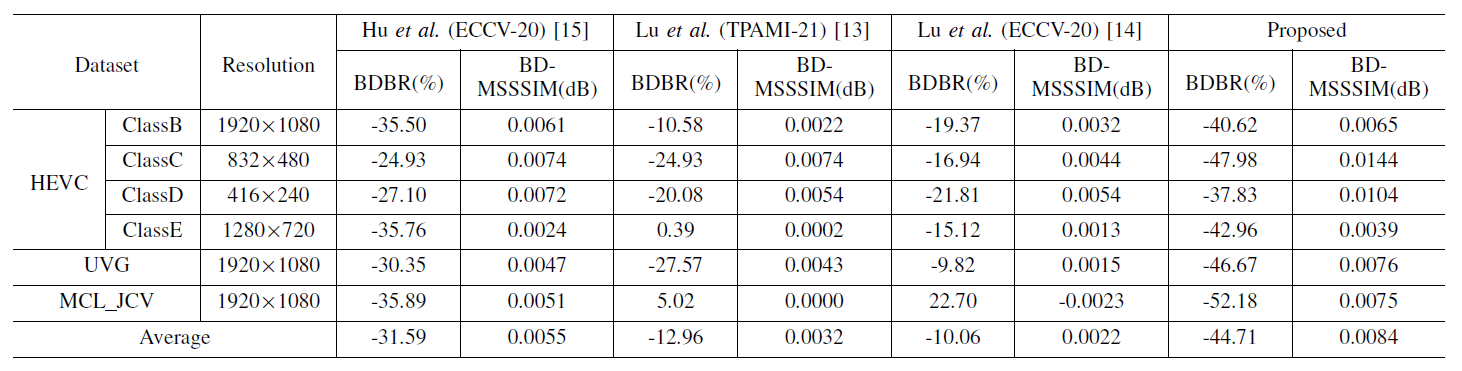 Dataset Resolution Hu et al. (ECCV-20) [15] Lu et al. (TPAMI-21) [13] Lu et al. (ECCV-20) [14] Proposed
BDBR(%) BD-MSSSIM(dB) BDBR(%) BD-MSSSIM(dB) BDBR(%) BD-MSSSIM(dB) BDBR(%) BD-MSSSIM(dB)
HEVC ClassB 1920×1080 -35.50 0.0061 -10.58 0.0022 -19.37 0.0032 -40.62 0.0065
ClassC 832×480 -24.93 0.0074 -24.93 0.0074 -16.94 0.0044 -47.98 0.0144
ClassD 416×240 -27.10 0.0072 -20.08 0.0054 -21.81 0.0054 -37.83 0.0104
ClassE 1280×720 -35.76 0.0024 0.39 0.0002 -15.12 0.0013 -42.96 0.0039
UVG 1920×1080 -30.35 0.0047 -27.57 0.0043 -9.82 0.0015 -46.67 0.0076
MCL_JCV 1920×1080 -35.89 0.0051 5.02 0.0000 22.70 -0.0023 -52.18 0.0075
Average -31.59 0.0055 -12.96 0.0032 -10.06 0.0022 -44.71 0.0084